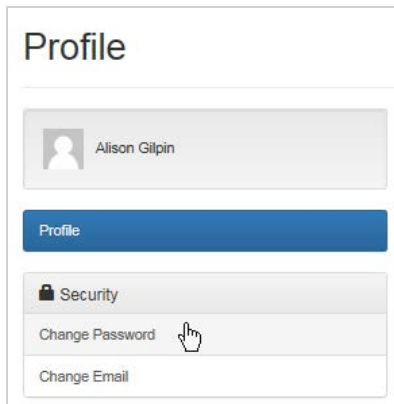 Profile
Alison Gilpin
Profile
Security
Change Password
Change Email